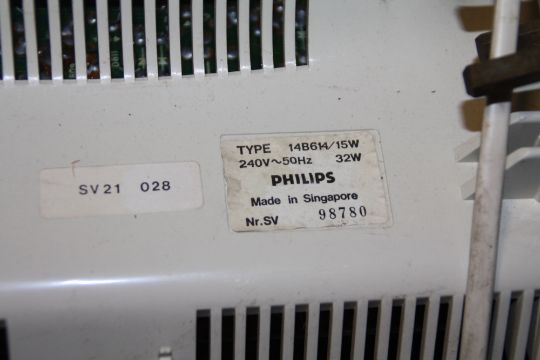 SV21 028
TYPE 14B614/15W
240V~50Hz 32W
PHILIPS
Made in Singapore
Nr.SV 98780